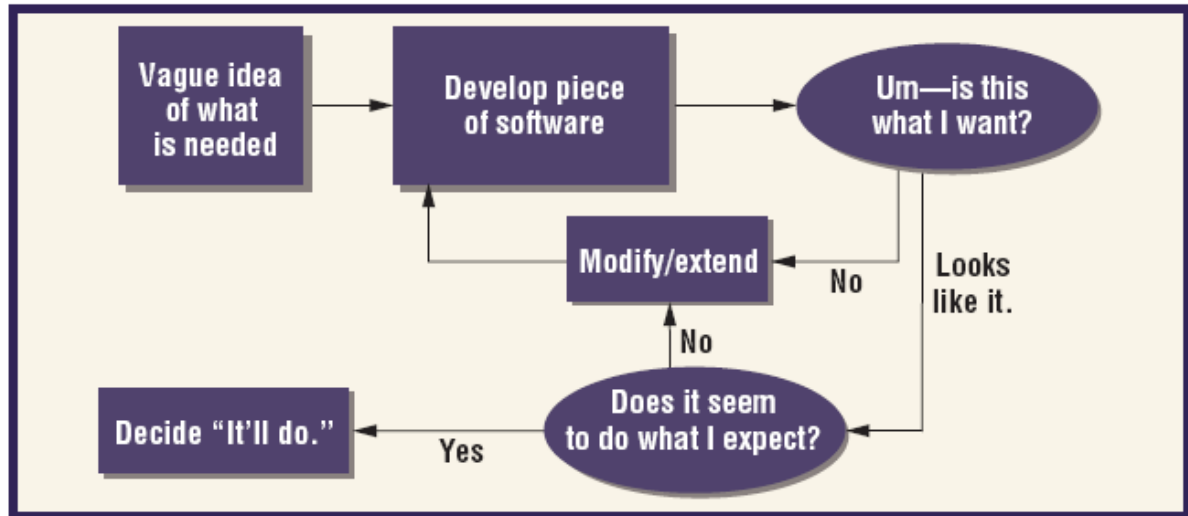 Vague idea
of what
is needed
Develop piece
of software
Um—is this
what I want?
Modify/extend
No
Looks
like it.
No
Does it seem
to do what I expect?
Yes
Decide “It’ll do.”